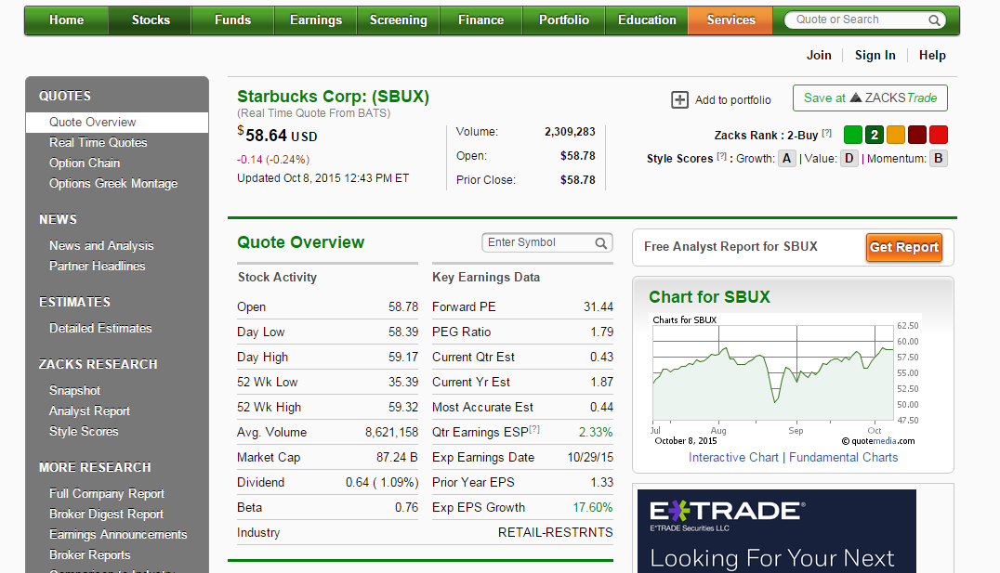 Home Stocks Funds Earnings Screening Finance Portfolio Education Services Quote or Search
Join Sign In Help
QUOTES
Quote Overview
Real Time Quotes
Option Chain
Options Greek Montage
NEWS
News and Analysis
Partner Headlines
ESTIMATES
Detailed Estimates
ZACKS RESEARCH
Snapshot
Analyst Report
Style Scores
MORE RESEARCH
Full Company Report
Broker Digest Report
Earnings Announcements
Broker Reports
Starbucks Corp: (SBUX)
(Real Time Quote From BATS)
$58.64 USD
-0.14 (-0.24%)
Updated Oct 8, 2015 12:43 PM ET
Volume: 2,309,283
Open: $58.78
Prior Close: $58.78
Add to portfolio
Save at ZACKSTrade
Zacks Rank : 2-Buy [?] 2
Style Scores [?] : Growth: A | Value: D | Momentum: B
Quote Overview
Enter Symbol
Stock Activity
Open 58.78
Day Low 58.39
Day High 59.17
52 Wk Low 35.39
52 Wk High 59.32
Avg. Volume 8,621,158
Market Cap 87.24 B
Dividend 0.64 ( 1.09%)
Beta 0.76
Key Earnings Data
Forward PE 31.44
PEG Ratio 1.79
Current Qtr Est 0.43
Current Yr Est 1.87
Most Accurate Est 0.44
Qtr Earnings ESP[?] 2.33%
Exp Earnings Date 10/29/15
Prior Year EPS 1.33
Exp EPS Growth 17.60%
Industry RETAIL-RESTRNTS
Free Analyst Report for SBUX
Get Report
Chart for SBUX
Charts for SBUX
62.50
60.00
57.50
55.00
52.50
50.00
47.50
Jul Aug Sep Oct
October 8, 2015 © quotemedia.com
Interactive Chart | Fundamental Charts
E*TRADE®
E*TRADE Securities LLC
Looking For Your Next